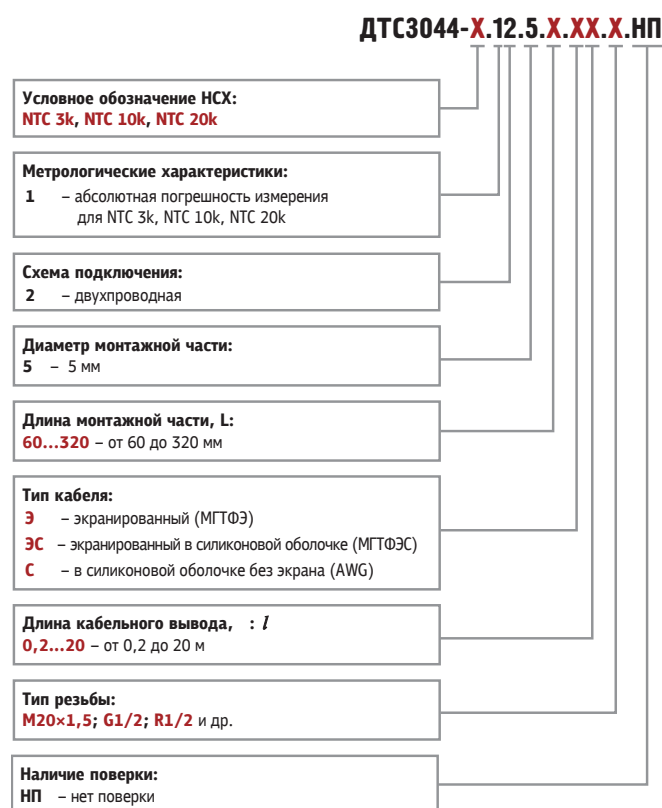 ДТС3044-Х.12.5.Х.ХХ.Х.НП
Условное обозначение НСХ:
NTC 3k, NTC 10k, NTC 20k
Метрологические характеристики:
1 – абсолютная погрешность измерения
для NTC 3k, NTC 10k, NTC 20k
Схема подключения:
2 – двухпроводная
Диаметр монтажной части:
5 – 5 мм
Длина монтажной части, L:
60...320 – от 60 до 320 мм
Тип кабеля:
Э – экранированный (МГТФЭ)
ЭС – экранированный в силиконовой оболочке (МГТФЭС)
С – в силиконовой оболочке без экрана (AWG)
Длина кабельного вывода, : l
0,2...20 – от 0,2 до 20 м
Тип резьбы:
M20×1,5; G1/2; R1/2 и др.
Наличие поверки:
НП – нет поверки